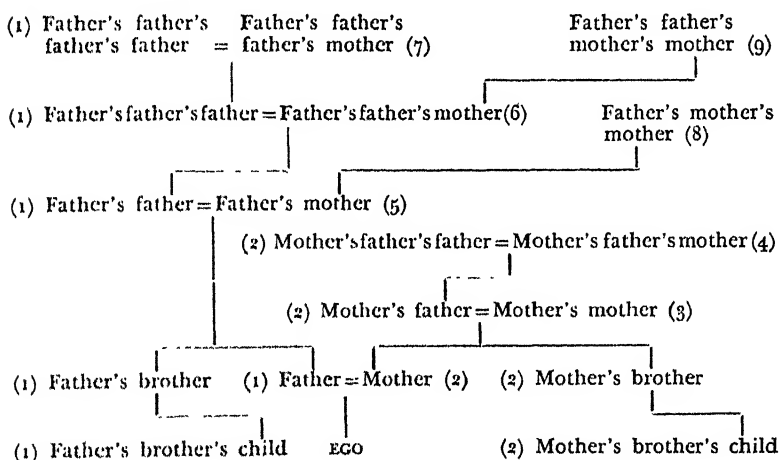 (1) Father's father's Father's father's Father's father's
father's father = father's mother (7) mother's mother (9)
(1) Father's father's father = Father's father's mother (6) Father's mother's
mother (8)
(1) Father's father = Father's mother (5)
(2) Mother's father's father = Mother's father's mother (4)
(2) Mother's father = Mother's mother (3)
(1) Father's brother (1) Father = Mother (2) (2) Mother's brother
(1) Father's brother's child EGO (2) Mother's brother's child